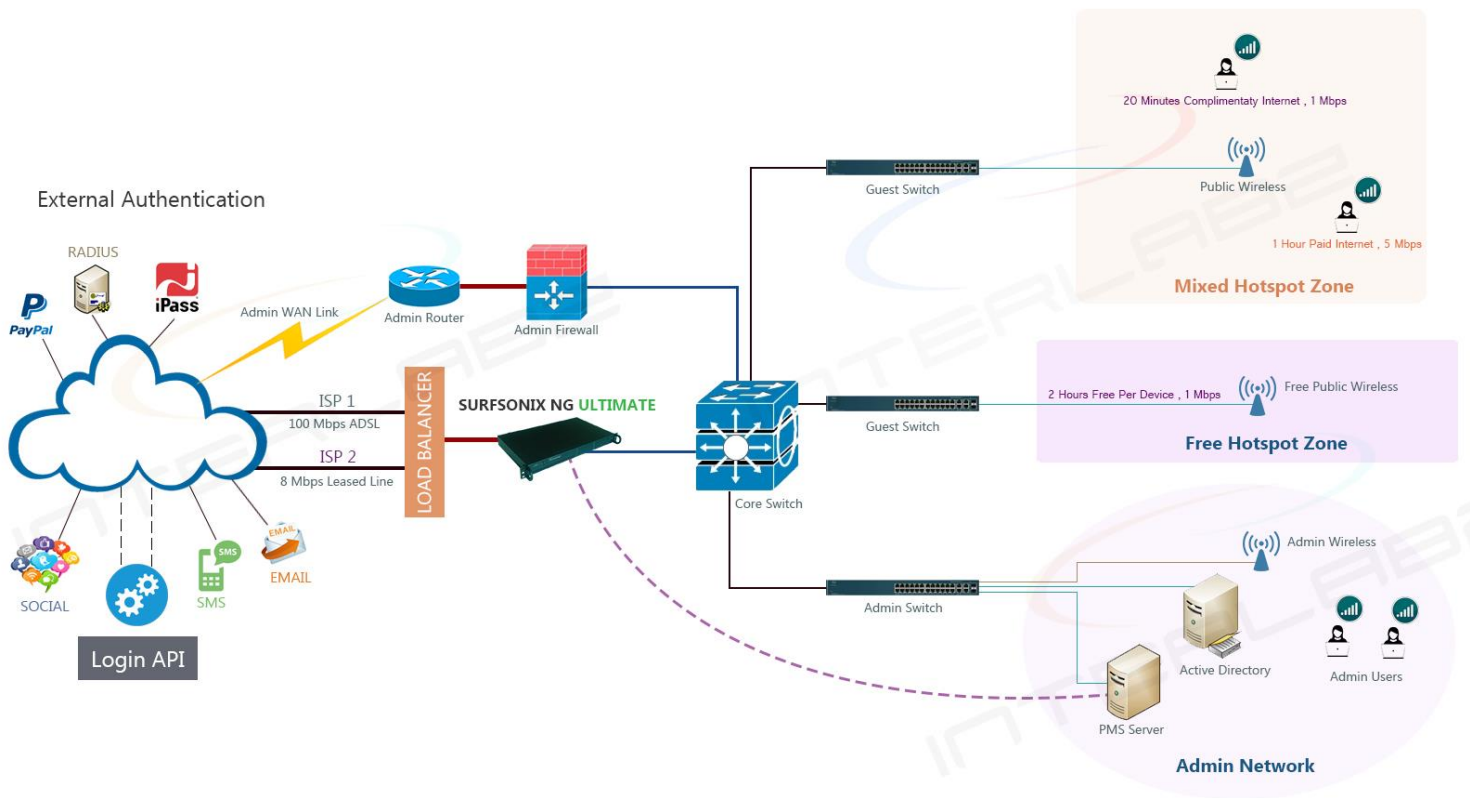 External Authentication
RADIUS
iPass
PayPal
Admin WAN Link
Admin Router
Admin Firewall
ISP 1
100 Mbps ADSL
ISP 2
8 Mbps Leased Line
LOAD BALANCER
SURFSONIX NG ULTIMATE
Core Switch
SOCIAL
Login API
SMS
SMS
EMAIL
EMAIL
Guest Switch
20 Minutes Complimentaty Internet , 1 Mbps
Public Wireless
1 Hour Paid Internet , 5 Mbps
Mixed Hotspot Zone
Guest Switch
2 Hours Free Per Device , 1 Mbps
Free Public Wireless
Free Hotspot Zone
Admin Switch
Admin Wireless
Active Directory
Admin Users
PMS Server
Admin Network
INTERLAB2
INTERLAB2
INTERLAB2
INTERLAB2